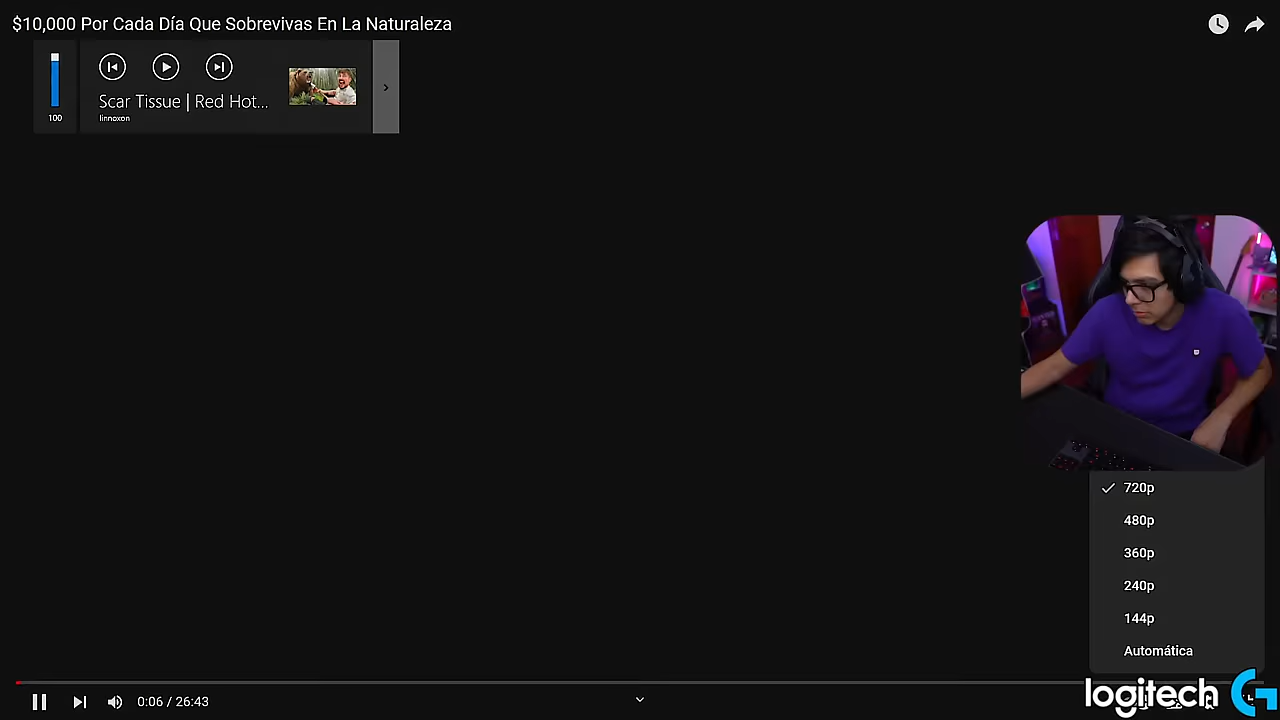 $10,000 Por Cada Día Que Sobrevivas En La Naturaleza
Scar Tissue | Red Hot...
100
linnoxon
720p
480p
360p
240p
144p
Automática
0:06 / 26:43
logitech G